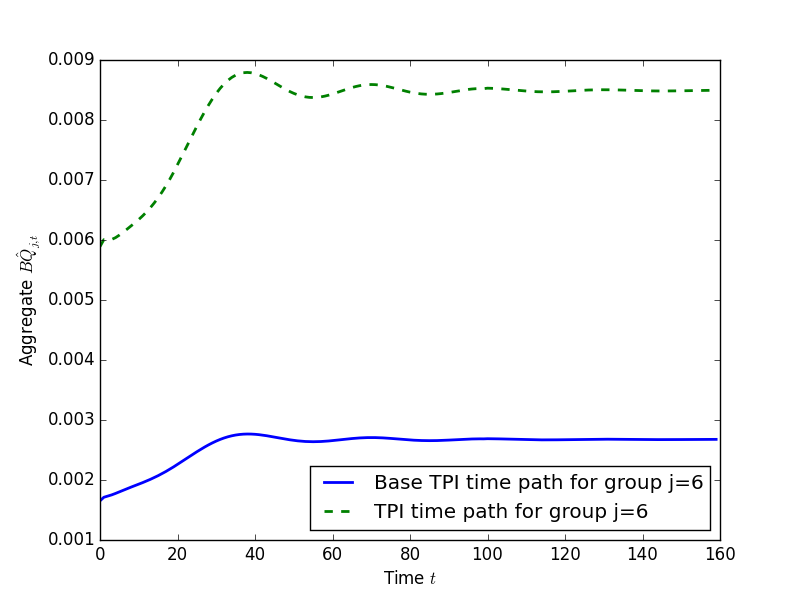 0.009
0.008
0.007
0.006
0.005
0.004
0.003
0.002
0.001
Aggregate $\hat{BQ}_{j,t}$
Base TPI time path for group j=6
TPI time path for group j=6
0 20 40 60 80 100 120 140 160
Time t